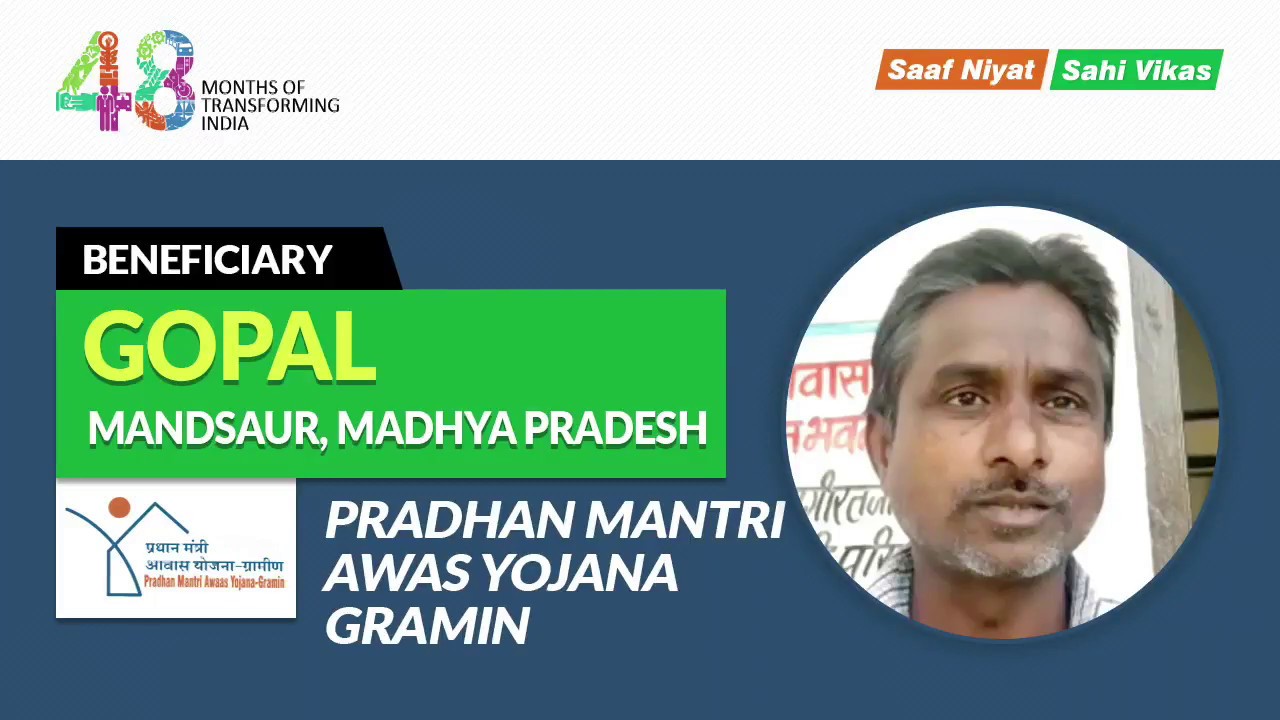 48
MONTHS OF
TRANSFORMING
INDIA
Saaf Niyat Sahi Vikas
BENEFICIARY
GOPAL
MANDSAUR, MADHYA PRADESH
प्रधान मंत्री
आवास योजना-ग्रामीण
Pradhan Mantri Awaas Yojana-Gramin
PRADHAN MANTRI
AWAS YOJANA
GRAMIN